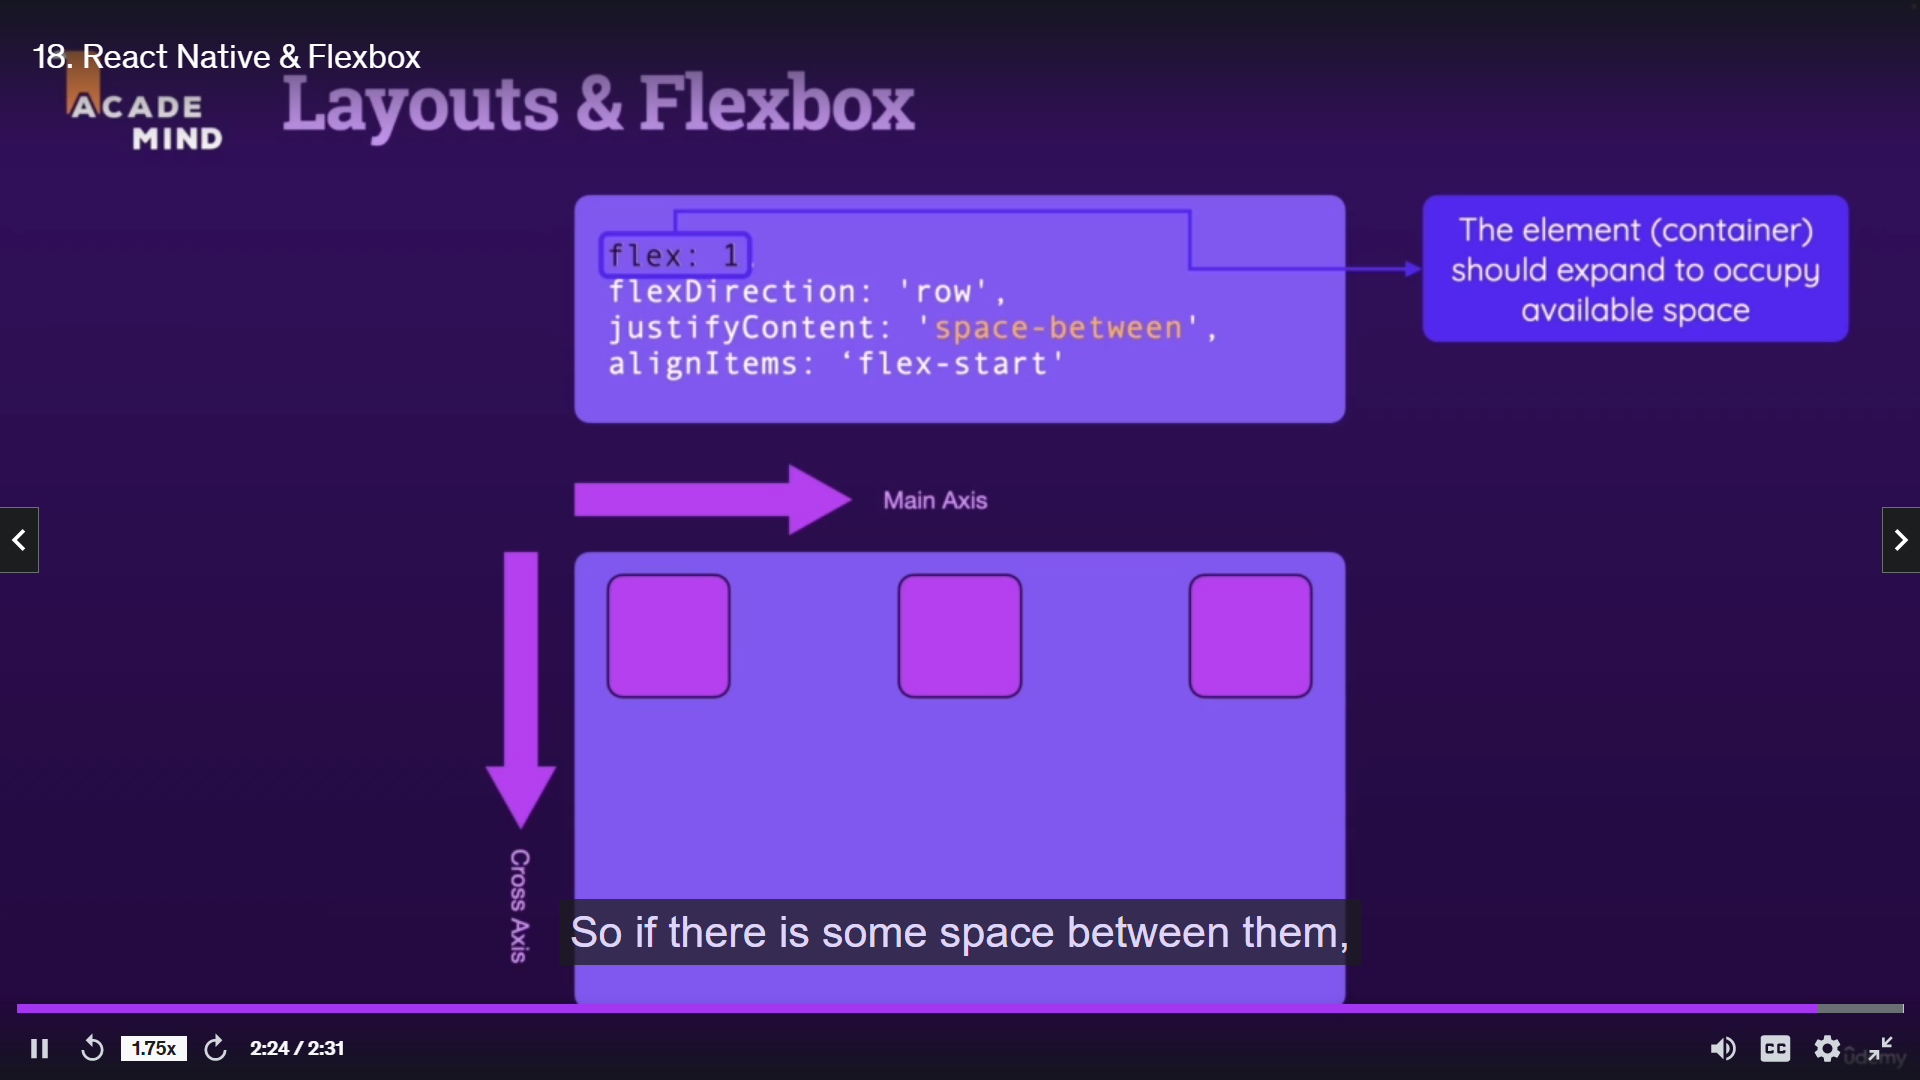 18. React Native & Flexbox
ACADE
MIND
Layouts & Flexbox
flex: 1
flexDirection: 'row',
justifyContent: 'space-between',
alignItems: ‘flex-start'
The element (container)
should expand to occupy
available space
Main Axis
Cross Axis
So if there is some space between them,
1.75x
2:24 / 2:31
CC
ûdemy